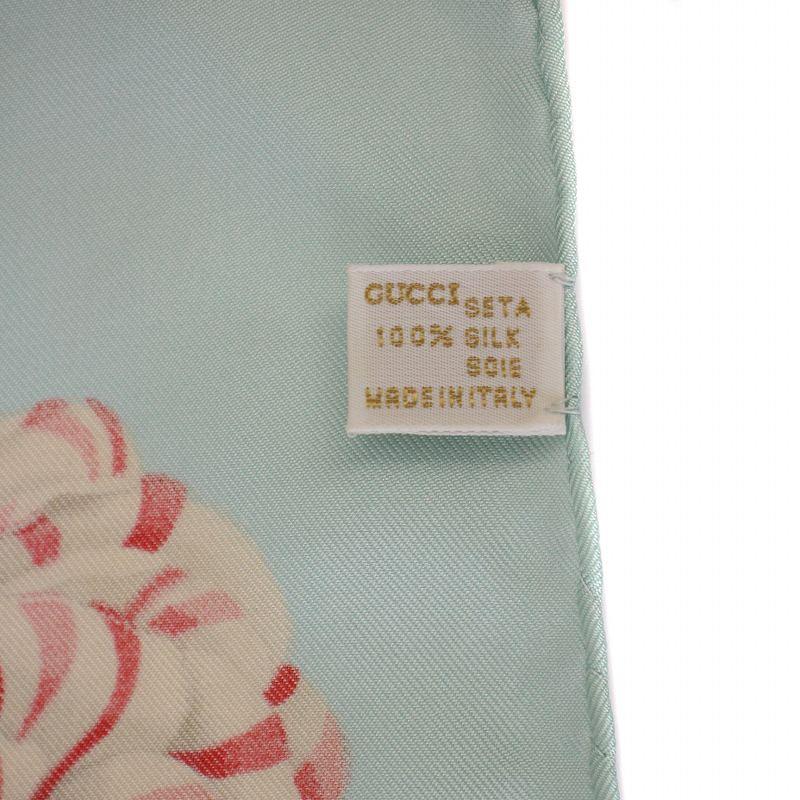 GUCCI SETA
100% SILK
SOIE
MADE IN ITALY